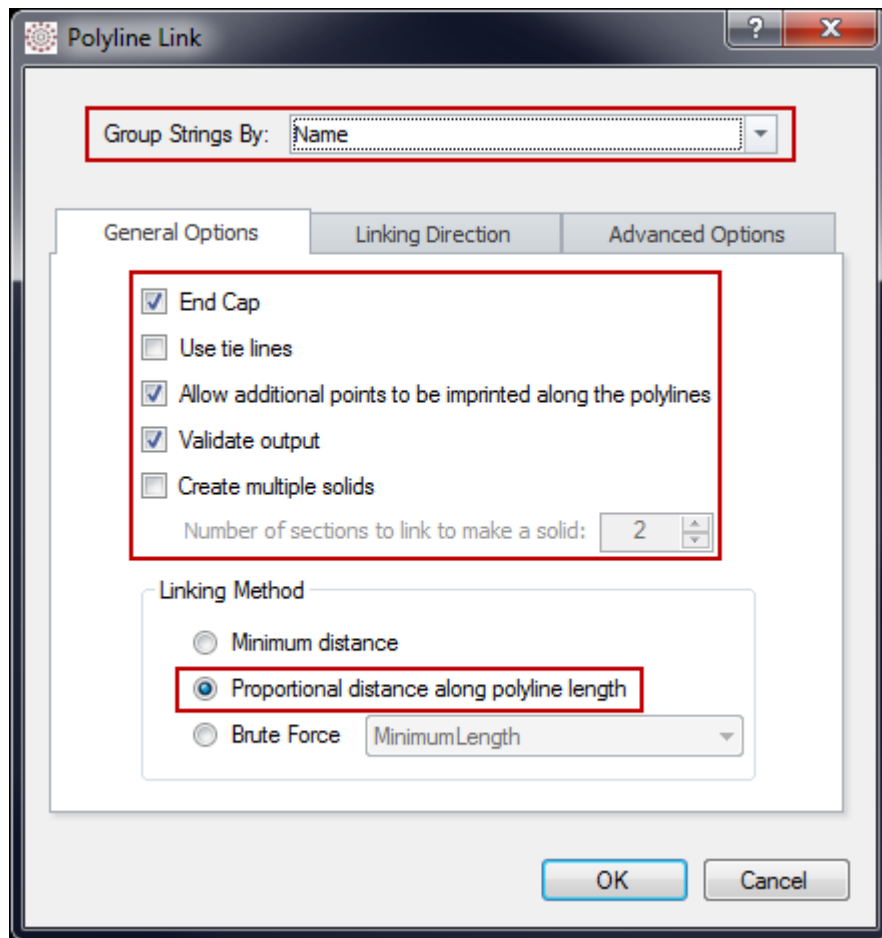 Polyline Link
?
X
Group Strings By: Name
General Options Linking Direction Advanced Options
End Cap
Use tie lines
Allow additional points to be imprinted along the polylines
Validate output
Create multiple solids
Number of sections to link to make a solid: 2
Linking Method
Minimum distance
Proportional distance along polyline length
Brute Force MinimumLength
OK Cancel